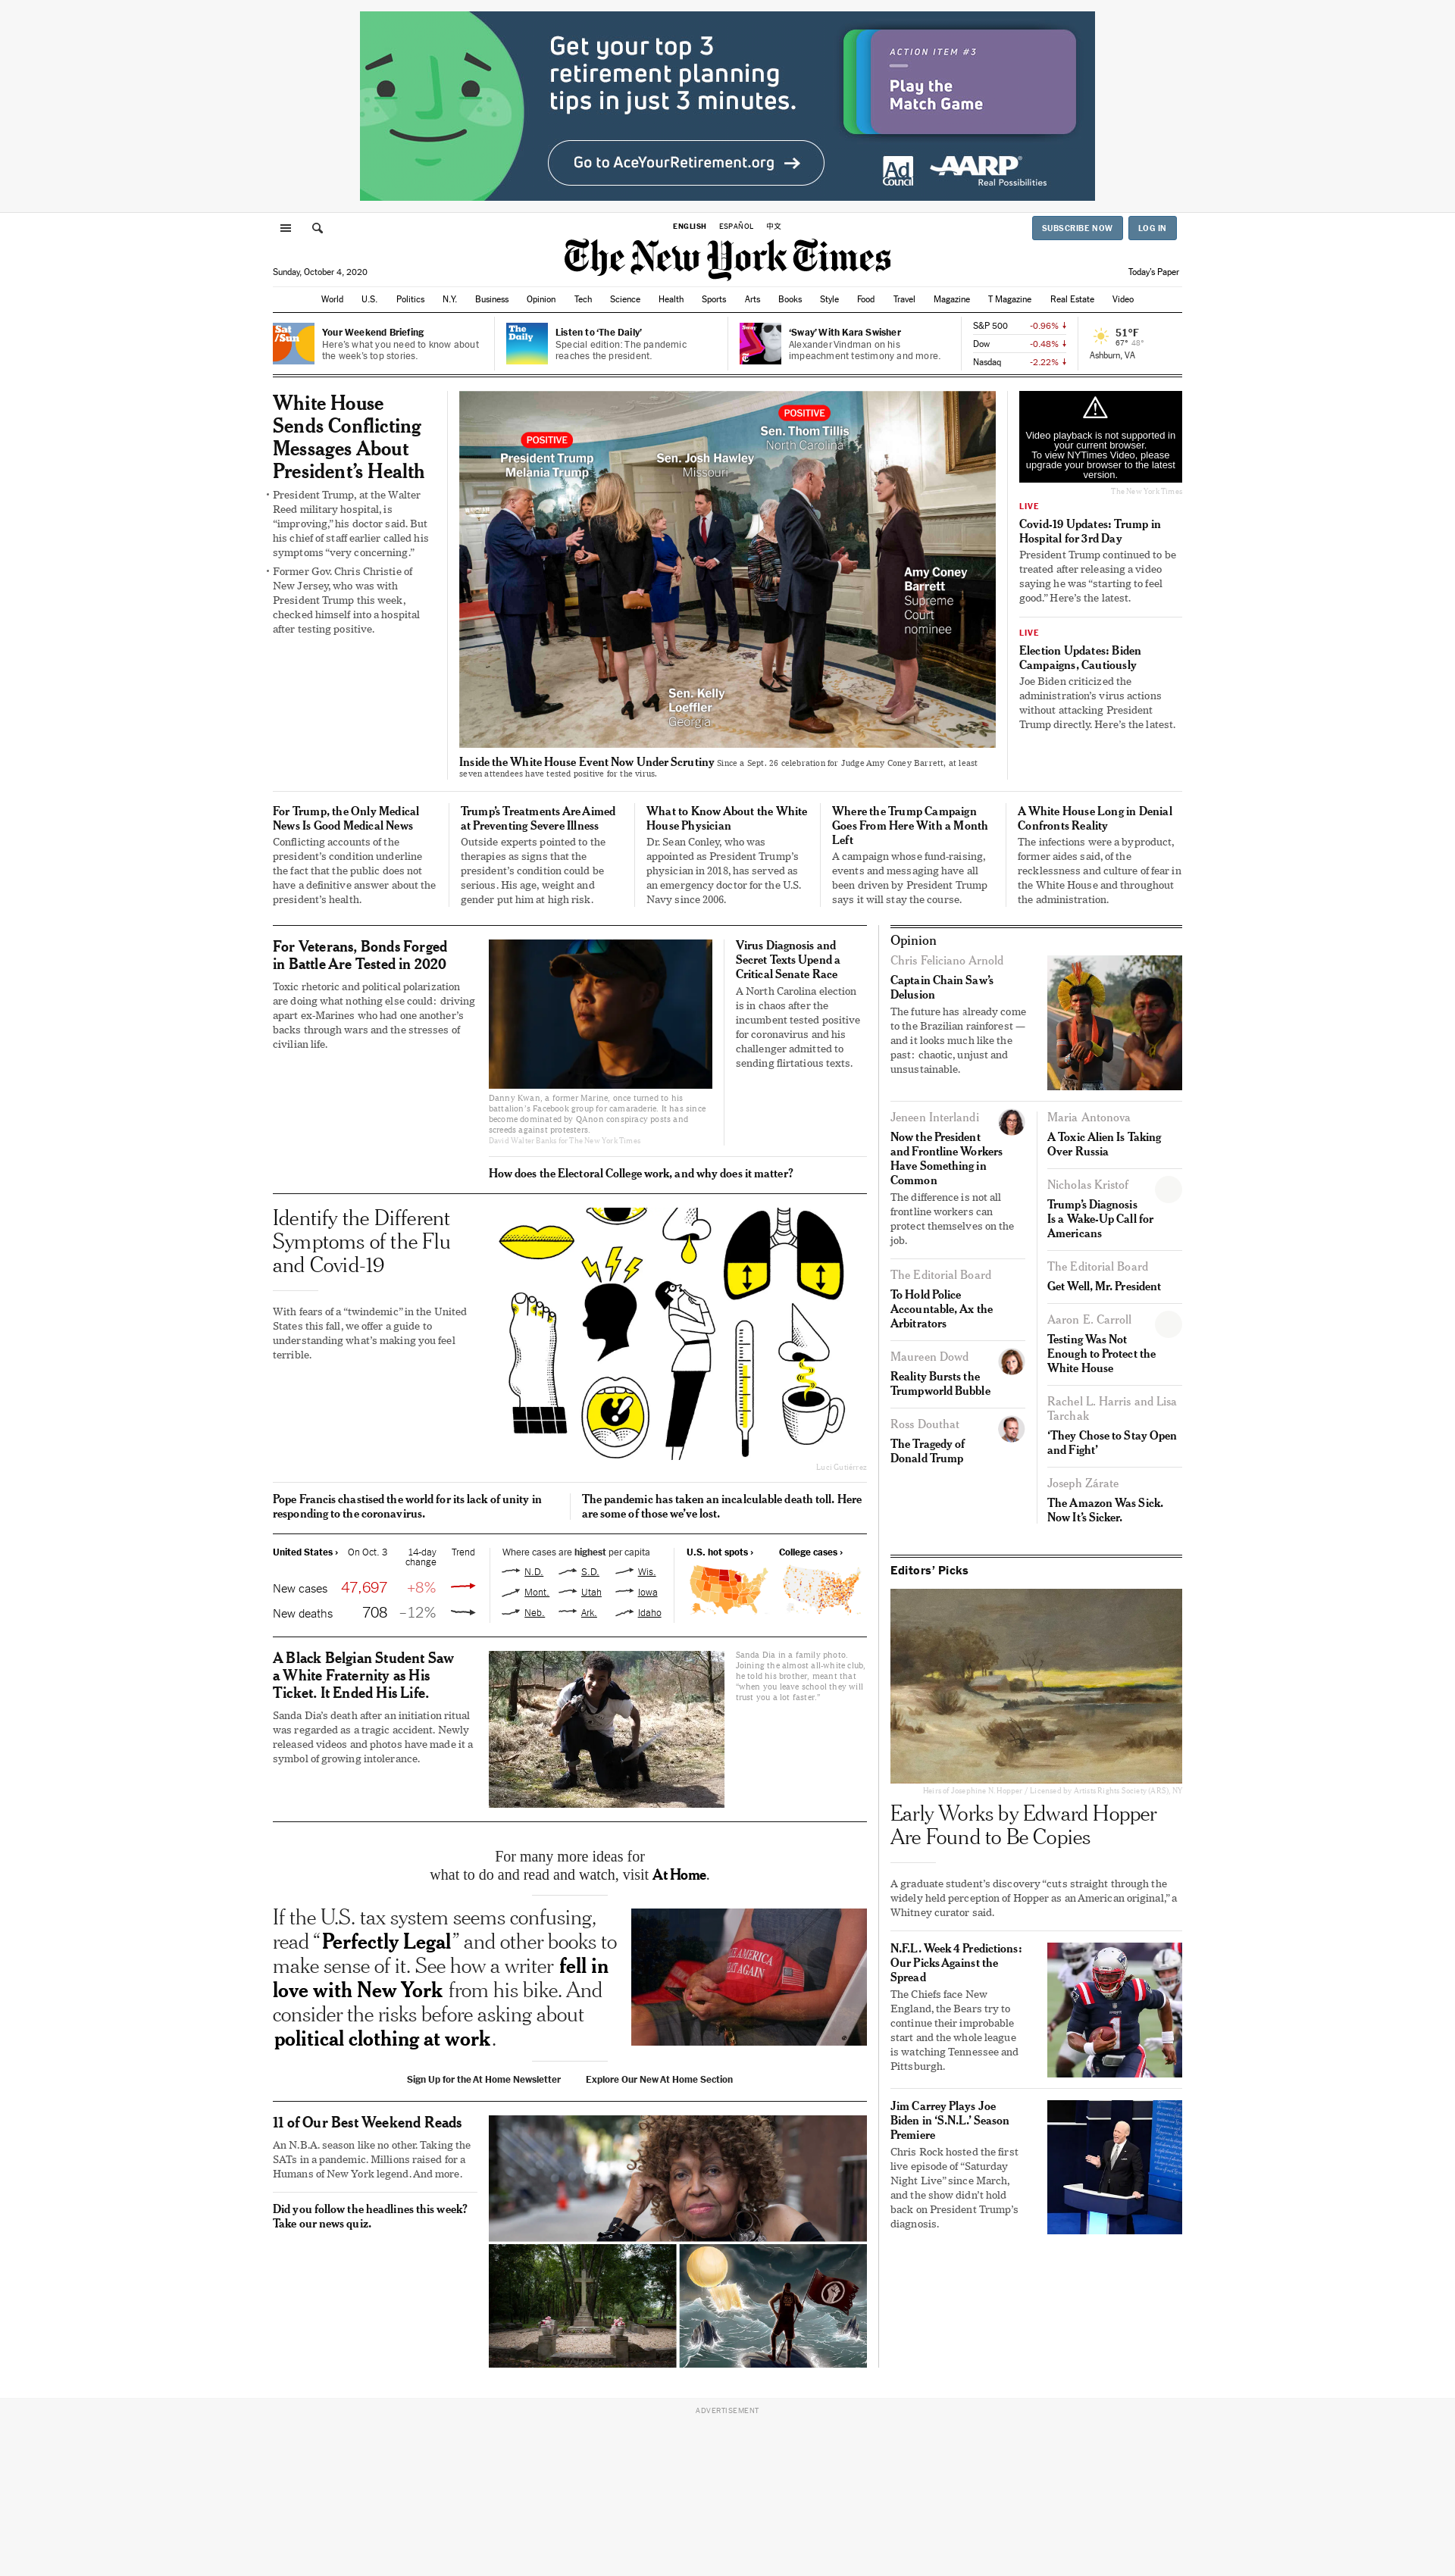 Get your top 3
retirement planning
tips in just 3 minutes.
Go to AceYourRetirement.org
ACTION ITEM #3
Play the
Match Game
Ad
Council
AARP
Real Possibilities
ENGLISH ESPAÑOL 中文
SUBSCRIBE NOW LOG IN
The New York Times
Sunday, October 4, 2020
Today's Paper
World U.S. Politics N.Y. Business Opinion Tech Science Health Sports Arts Books Style Food Travel Magazine T Magazine Real Estate Video
Sat/
/Sun
Your Weekend Briefing
Here's what you need to know about
the week's top stories.
The
Daily
Listen to 'The Daily'
Special edition: The pandemic
reaches the president.
Sway
'Sway' With Kara Swisher
Alexander Vindman on his
impeachment testimony and more.
S&P 500 -0.96% ↓
Dow -0.48% ↓
Nasdaq -2.22% ↓
51°F
67° 48°
Ashburn, VA
White House
Sends Conflicting
Messages About
President's Health
• President Trump, at the Walter
Reed military hospital, is
“improving,” his doctor said. But
his chief of staff earlier called his
symptoms “very concerning.”
• Former Gov. Chris Christie of
New Jersey, who was with
President Trump this week,
checked himself into a hospital
after testing positive.
POSITIVE
President Trump
Melania Trump
Sen. Josh Hawley
Missouri
POSITIVE
Sen. Thom Tillis
North Carolina
Amy Coney
Barrett
Supreme
Court
nominee
Sen. Kelly
Loeffler
Georgia
Inside the White House Event Now Under Scrutiny Since a Sept. 26 celebration for Judge Amy Coney Barrett, at least
seven attendees have tested positive for the virus.
Video playback is not supported in
your current browser.
To view NYTimes Video, please
upgrade your browser to the latest
version.
The New York Times
LIVE
Covid-19 Updates: Trump in
Hospital for 3rd Day
President Trump continued to be
treated after releasing a video
saying he was “starting to feel
good.” Here's the latest.
LIVE
Election Updates: Biden
Campaigns, Cautiously
Joe Biden criticized the
administration's virus actions
without attacking President
Trump directly. Here's the latest.
For Trump, the Only Medical
News Is Good Medical News
Conflicting accounts of the
president's condition underline
the fact that the public does not
have a definitive answer about the
president's health.
Trump's Treatments Are Aimed
at Preventing Severe Illness
Outside experts pointed to the
therapies as signs that the
president's condition could be
serious. His age, weight and
gender put him at high risk.
What to Know About the White
House Physician
Dr. Sean Conley, who was
appointed as President Trump's
physician in 2018, has served as
an emergency doctor for the U.S.
Navy since 2006.
Where the Trump Campaign
Goes From Here With a Month
Left
A campaign whose fund-raising,
events and messaging have all
been driven by President Trump
says it will stay the course.
A White House Long in Denial
Confronts Reality
The infections were a byproduct,
former aides said, of the
recklessness and culture of fear in
the White House and throughout
the administration.
For Veterans, Bonds Forged
in Battle Are Tested in 2020
Toxic rhetoric and political polarization
are doing what nothing else could: driving
apart ex-Marines who had one another's
backs through wars and the stresses of
civilian life.
Danny Kwan, a former Marine, once turned to his
battalion's Facebook group for camaraderie. It has since
become dominated by QAnon conspiracy posts and
screeds against protesters.
David Walter Banks for The New York Times
Virus Diagnosis and
Secret Texts Upend a
Critical Senate Race
A North Carolina election
is in chaos after the
incumbent tested positive
for coronavirus and his
challenger admitted to
sending flirtatious texts.
How does the Electoral College work, and why does it matter?
Identify the Different
Symptoms of the Flu
and Covid-19
With fears of a “twindemic” in the United
States this fall, we offer a guide to
understanding what's making you feel
terrible.
Luci Gutiérrez
Pope Francis chastised the world for its lack of unity in
responding to the coronavirus.
The pandemic has taken an incalculable death toll. Here
are some of those we've lost.
United States › On Oct. 3 14-day
change Trend
New cases 47,697 +8%
New deaths 708 –12%
Where cases are highest per capita
N.D. S.D. Wis.
Mont. Utah Iowa
Neb. Ark. Idaho
U.S. hot spots › College cases ›
A Black Belgian Student Saw
a White Fraternity as His
Ticket. It Ended His Life.
Sanda Dia's death after an initiation ritual
was regarded as a tragic accident. Newly
released videos and photos have made it a
symbol of growing intolerance.
Sanda Dia in a family photo.
Joining the almost all-white club,
he told his brother, meant that
“when you leave school they will
trust you a lot faster.”
For many more ideas for
what to do and read and watch, visit At Home.
If the U.S. tax system seems confusing,
read “Perfectly Legal” and other books to
make sense of it. See how a writer fell in
love with New York from his bike. And
consider the risks before asking about
political clothing at work.
Sign Up for the At Home Newsletter Explore Our New At Home Section
11 of Our Best Weekend Reads
An N.B.A. season like no other. Taking the
SATs in a pandemic. Millions raised for a
Humans of New York legend. And more.
Did you follow the headlines this week?
Take our news quiz.
Opinion
Chris Feliciano Arnold
Captain Chain Saw's
Delusion
The future has already come
to the Brazilian rainforest —
and it looks much like the
past: chaotic, unjust and
unsustainable.
Jeneen Interlandi
Now the President
and Frontline Workers
Have Something in
Common
The difference is not all
frontline workers can
protect themselves on the
job.
The Editorial Board
To Hold Police
Accountable, Ax the
Arbitrators
Maureen Dowd
Reality Bursts the
Trumpworld Bubble
Ross Douthat
The Tragedy of
Donald Trump
Maria Antonova
A Toxic Alien Is Taking
Over Russia
Nicholas Kristof
Trump's Diagnosis
Is a Wake-Up Call for
Americans
The Editorial Board
Get Well, Mr. President
Aaron E. Carroll
Testing Was Not
Enough to Protect the
White House
Rachel L. Harris and Lisa
Tarchak
'They Chose to Stay Open
and Fight'
Joseph Zárate
The Amazon Was Sick.
Now It's Sicker.
Editors' Picks
Heirs of Josephine N. Hopper / Licensed by Artists Rights Society (ARS), NY
Early Works by Edward Hopper
Are Found to Be Copies
A graduate student's discovery “cuts straight through the
widely held perception of Hopper as an American original,” a
Whitney curator said.
N.F.L. Week 4 Predictions:
Our Picks Against the
Spread
The Chiefs face New
England, the Bears try to
continue their improbable
start and the whole league
is watching Tennessee and
Pittsburgh.
Jim Carrey Plays Joe
Biden in 'S.N.L.' Season
Premiere
Chris Rock hosted the first
live episode of “Saturday
Night Live” since March,
and the show didn't hold
back on President Trump's
diagnosis.
ADVERTISEMENT